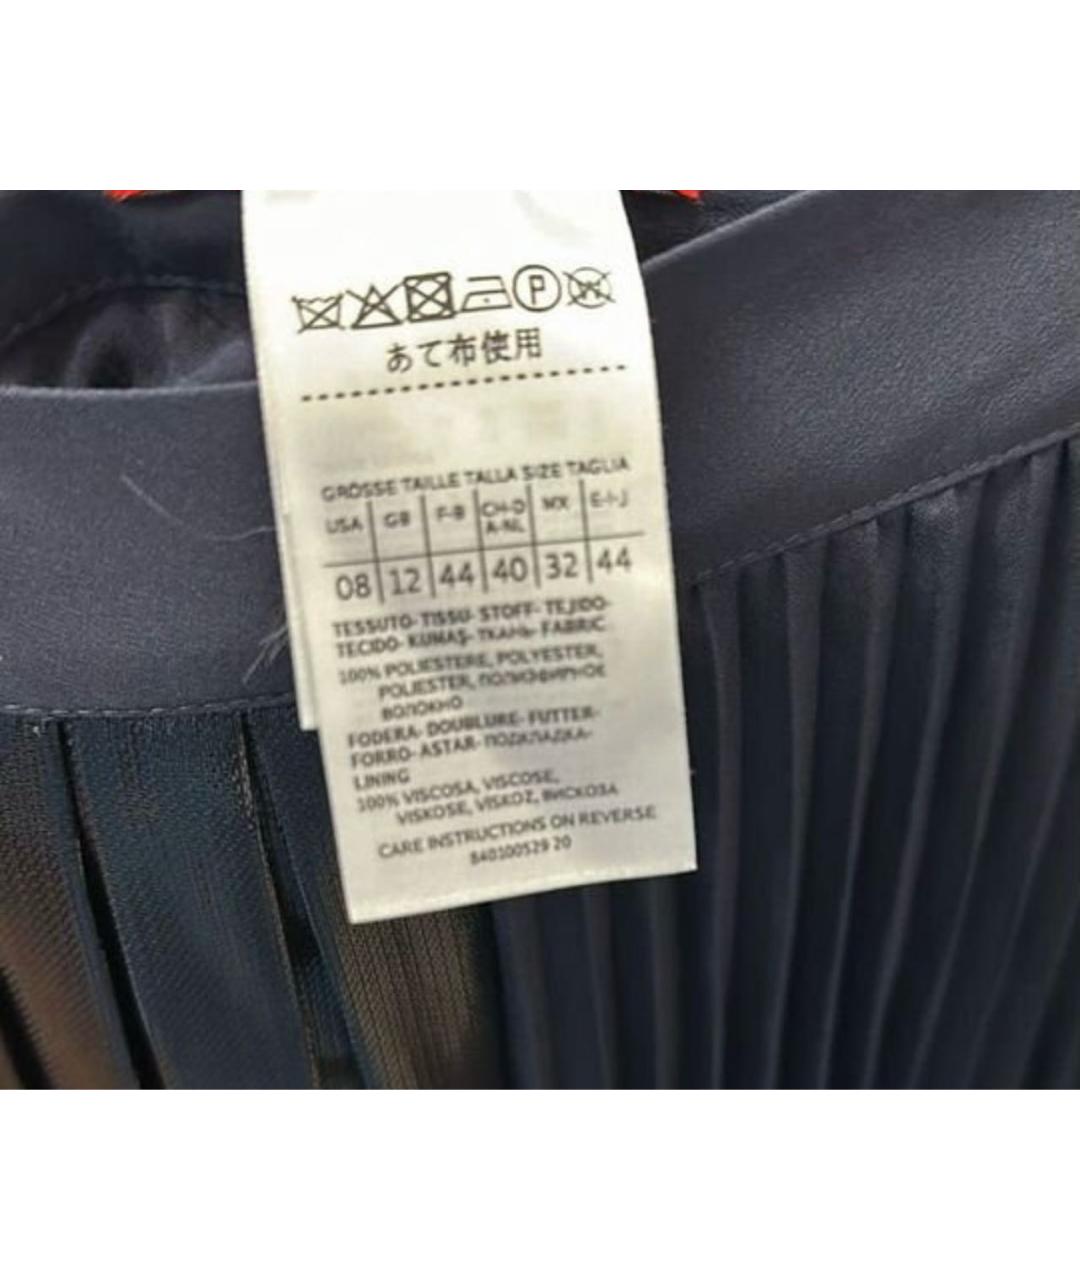 P
W
あて布使用
GRÖSSE TAILLE TALLA SIZE TAGLIA
USA GB F-B CH-D A-NL MX E-I-J
08 12 44 40 32 44
TESSUTO- TISSU- STOFF- TEJIDO-
TECIDO- KUMAŞ- ТКАНЬ- FABRIC
100% POLIESTERE, POLYESTER,
POLIESTER, ПОЛИЭФИРНОЕ
ВОЛОКНО
FODERA- DOUBLURE- FUTTER-
FORRO- ASTAR- ПОДКЛАДКА-
LINING
100% VISCOSA, VISCOSE,
VISKOSE, VISKOZ, ВИСКОЗА
CARE INSTRUCTIONS ON REVERSE
840100529 20